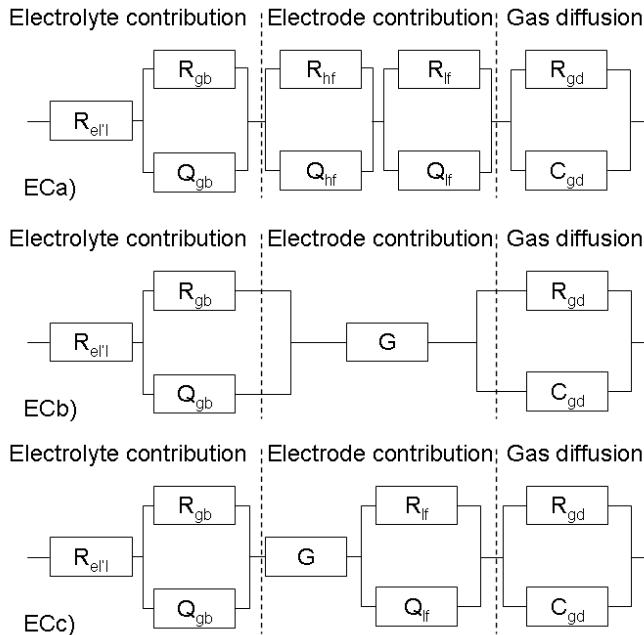 Electrolyte contribution Electrode contribution Gas diffusion
R_gb R_hf R_lf R_gd
R_el'l
Q_gb Q_hf Q_lf C_gd
ECa)
Electrolyte contribution Electrode contribution Gas diffusion
R_gb R_gd
R_el'l G
Q_gb C_gd
ECb)
Electrolyte contribution Electrode contribution Gas diffusion
R_gb R_lf R_gd
R_el'l G
Q_gb Q_lf C_gd
ECc)